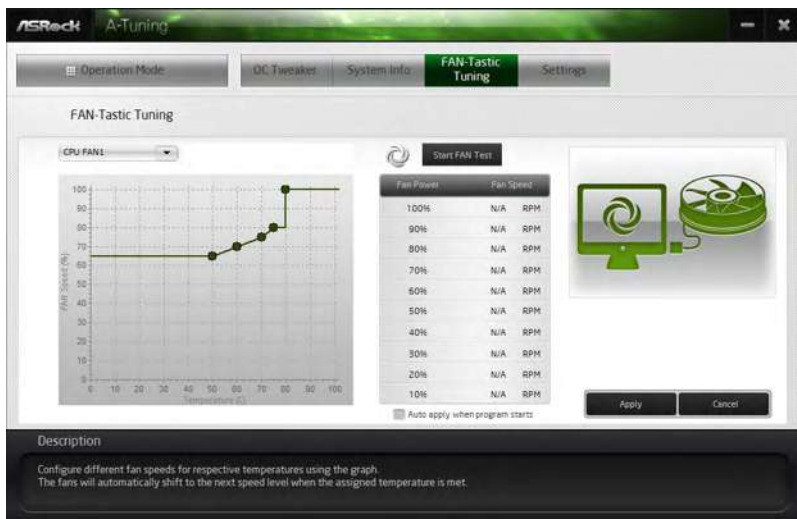 ASRock A-Tuning
Operation Mode
OC Tweaker
System Info
FAN-Tastic Tuning
Settings
FAN-Tastic Tuning
CPU FAN1
Start FAN Test
FAN Speed (%)
100
90
80
70
60
50
40
30
20
10
0
0 10 20 30 40 50 60 70 80 90 100
Temperature (C)
Fan Power Fan Speed
100% N/A RPM
90% N/A RPM
80% N/A RPM
70% N/A RPM
60% N/A RPM
50% N/A RPM
40% N/A RPM
30% N/A RPM
20% N/A RPM
10% N/A RPM
Auto apply when program starts
Apply
Cancel
Description
Configure different fan speeds for respective temperatures using the graph.
The fans will automatically shift to the next speed level when the assigned temperature is met.